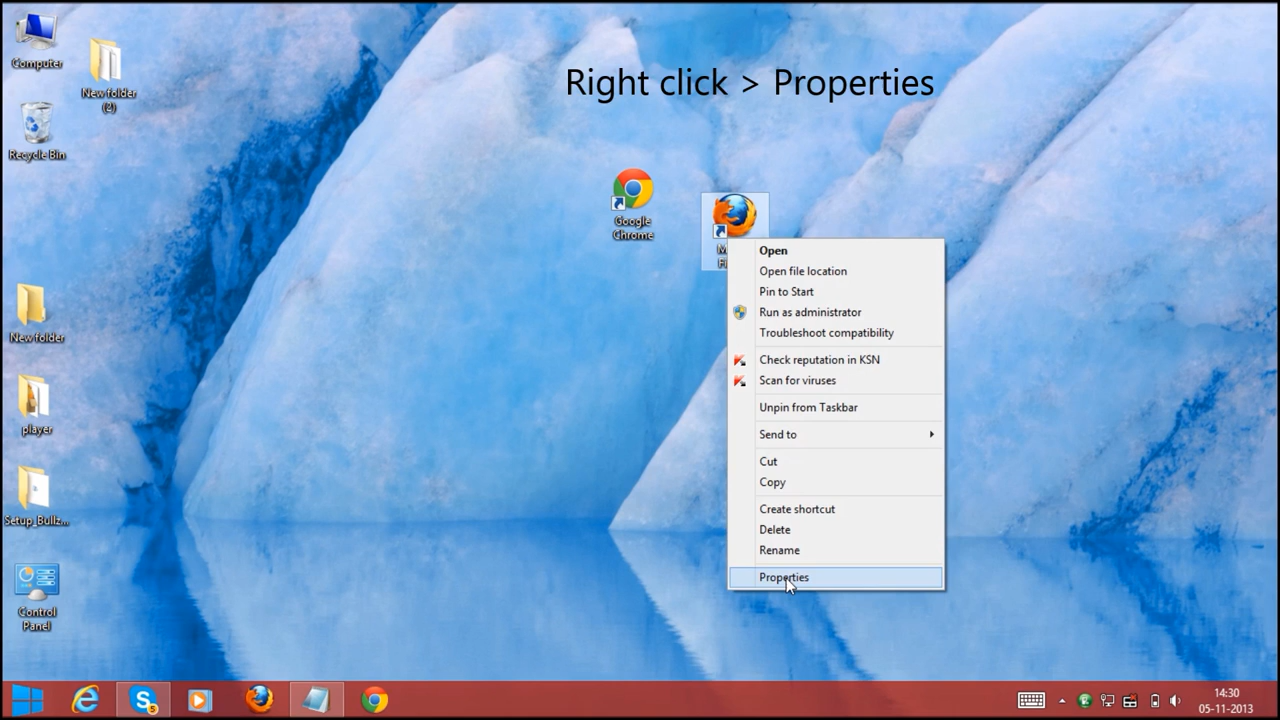 Right click > Properties
Computer
New folder
(2)
Recycle Bin
Google
Chrome
New folder
player
Setup_Bullz...
Control
Panel
Open
Open file location
Pin to Start
Run as administrator
Troubleshoot compatibility
Check reputation in KSN
Scan for viruses
Unpin from Taskbar
Send to
Cut
Copy
Create shortcut
Delete
Rename
Properties
S
5
14:30
05-11-2013